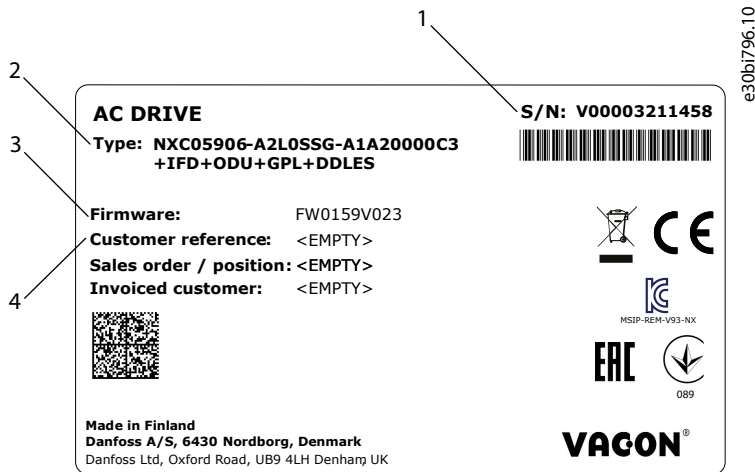 e30bi796.10
1
2
3
4
AC DRIVE
Type: NXC05906-A2L0SSG-A1A20000C3
+IFD+ODU+GPL+DDLES
S/N: V00003211458
Firmware: FW0159V023
Customer reference: <EMPTY>
Sales order / position: <EMPTY>
Invoiced customer: <EMPTY>
CE
MSIP-REM-V93-NX
EAC
089
Made in Finland
Danfoss A/S, 6430 Nordborg, Denmark
Danfoss Ltd, Oxford Road, UB9 4LH Denham, UK
VACON®